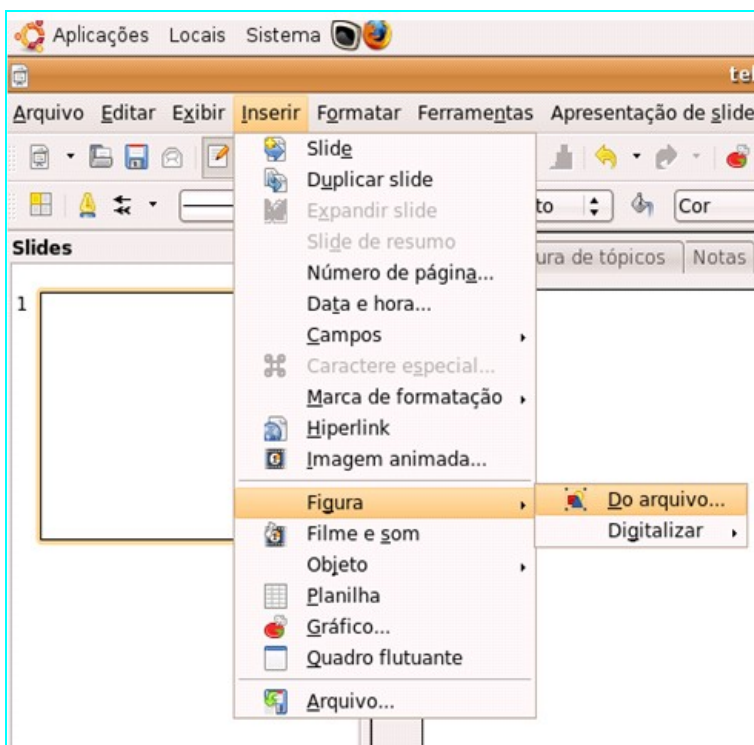 Aplicações Locais Sistema
Arquivo Editar Exibir Inserir Formatar Ferramentas Apresentação de slide
Slide
Duplicar slide
Expandir slide
to
Cor
Slide de resumo
Slides
ura de tópicos
Notas
Número de página...
1
Data e hora...
Campos
Caractere especial...
Marca de formatação
Hiperlink
Imagem animada...
Figura
Do arquivo...
Filme e som
Digitalizar
Objeto
Planilha
Gráfico...
Quadro flutuante
Arquivo...